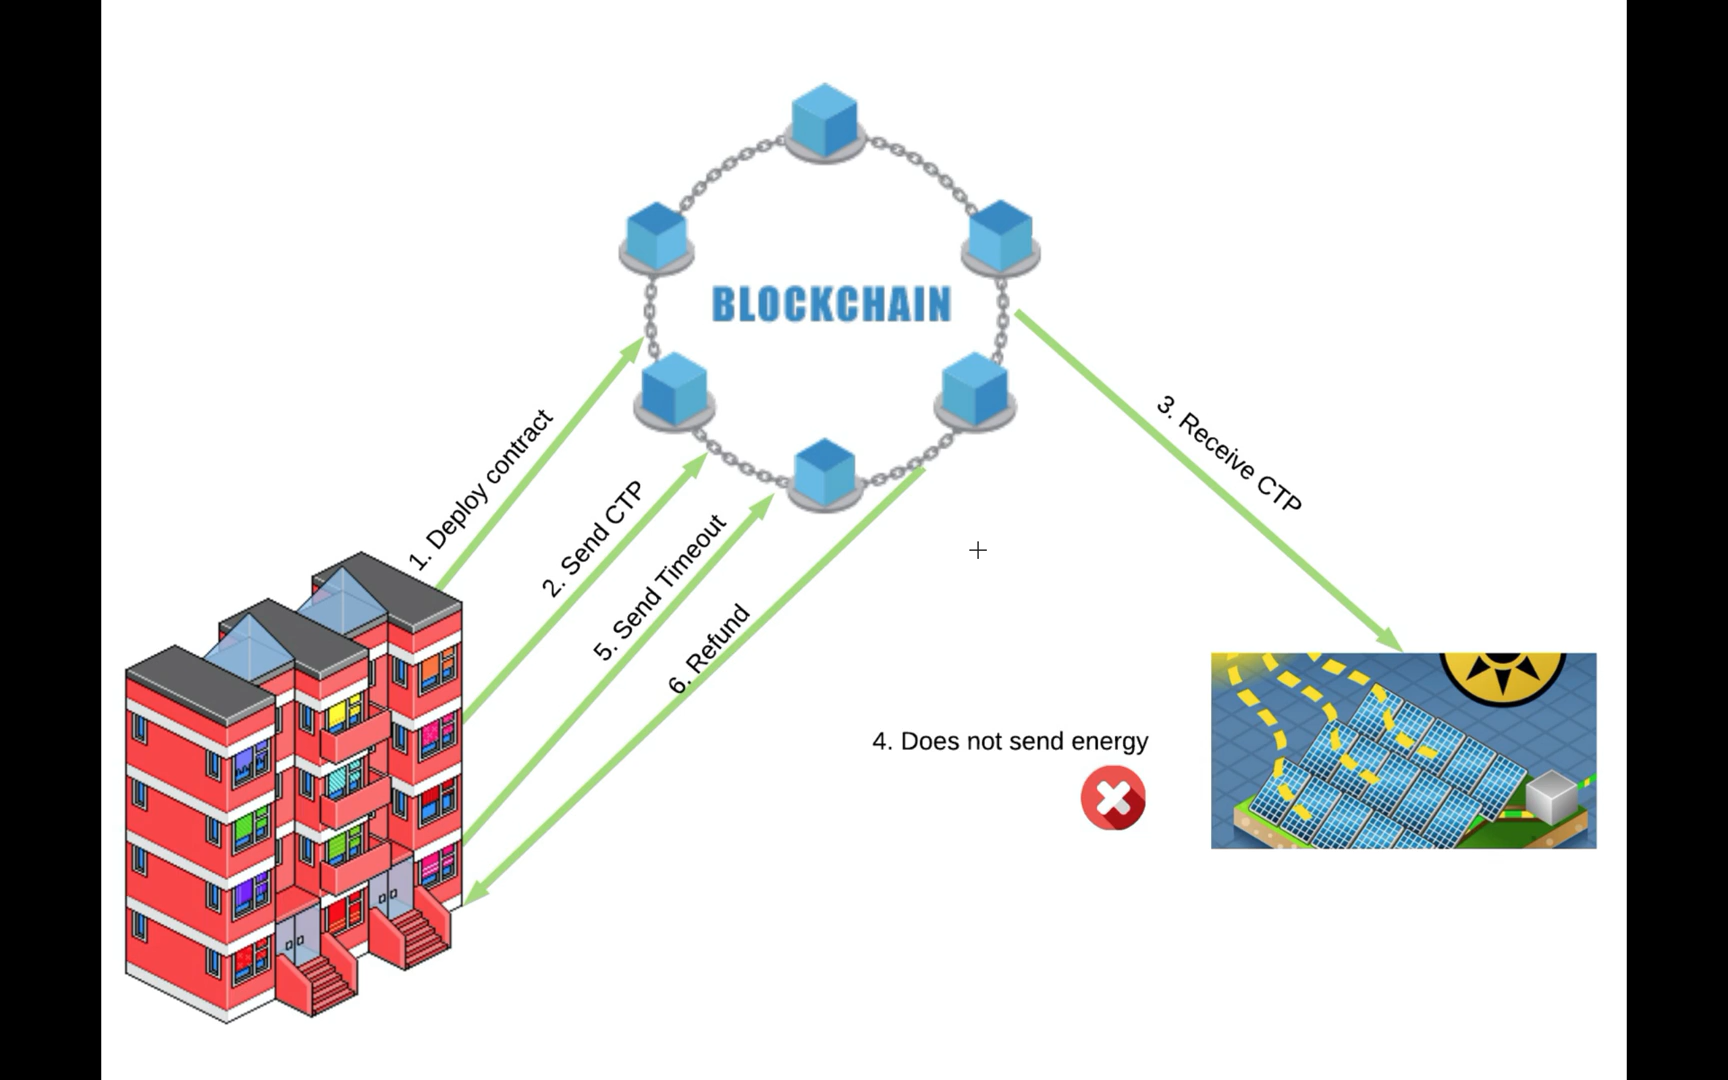 BLOCKCHAIN
1. Deploy contract
2. Send CTP
3. Receive CTP
5. Send Timeout
6. Refund
4. Does not send energy